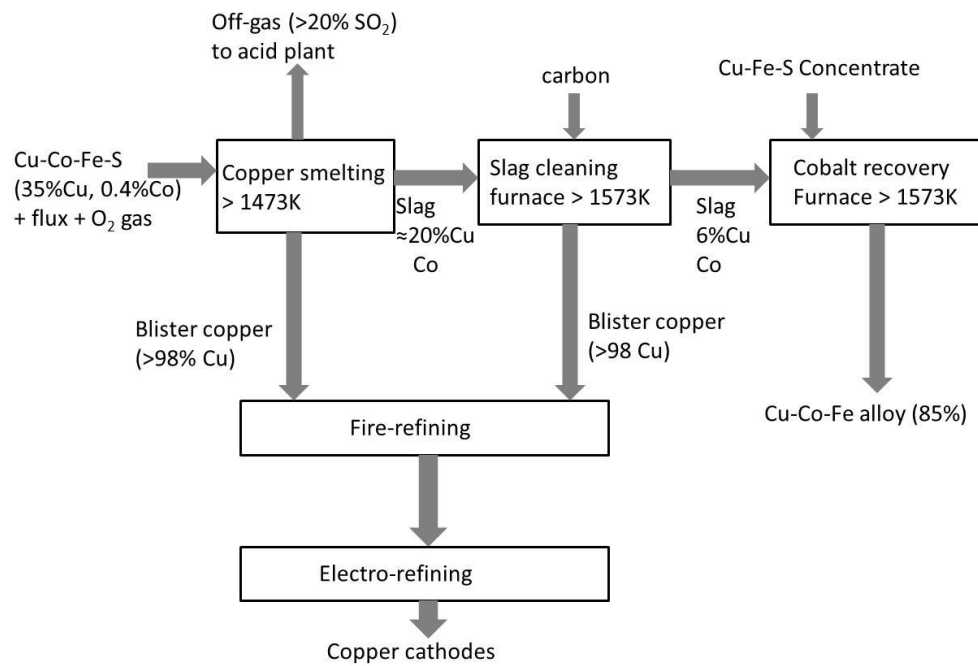 Off-gas (>20% SO₂)
to acid plant
carbon
Cu-Fe-S Concentrate
Cu-Co-Fe-S
(35%Cu, 0.4%Co)
+ flux + O₂ gas
Copper smelting
> 1473K
Slag
≈20%Cu
Co
Slag cleaning
furnace > 1573K
Slag
6%Cu
Co
Cobalt recovery
Furnace > 1573K
Blister copper
(>98% Cu)
Blister copper
(>98 Cu)
Cu-Co-Fe alloy (85%)
Fire-refining
Electro-refining
Copper cathodes